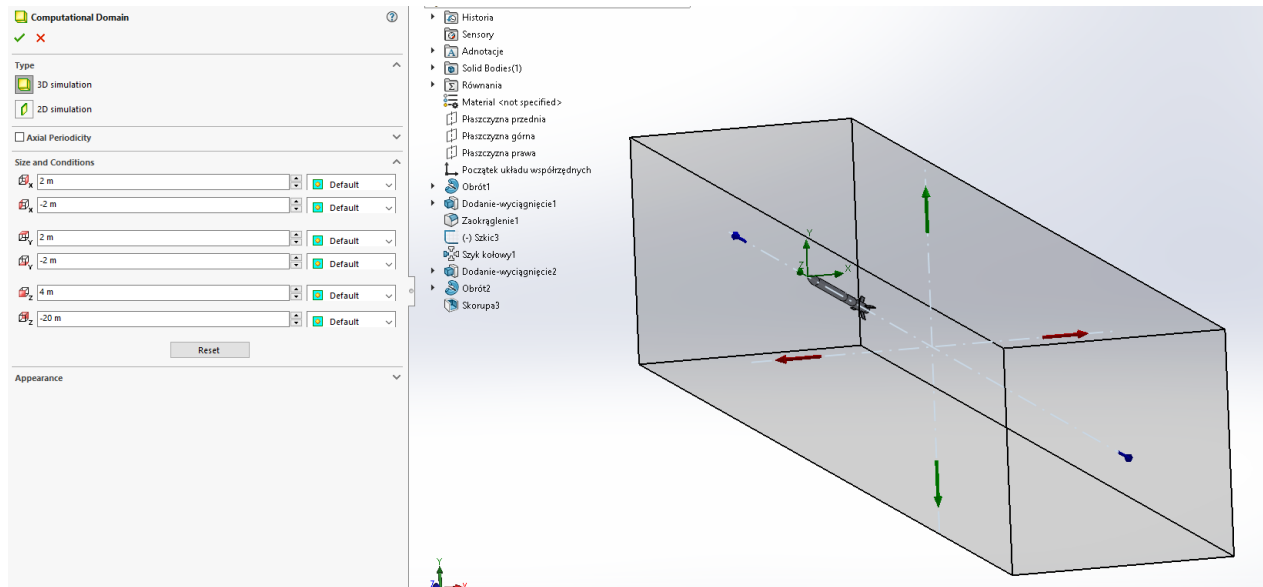 Computational Domain
Type
3D simulation
2D simulation
Axial Periodicity
Size and Conditions
X 2 m Default
X -2 m Default
Y 2 m Default
Y -2 m Default
Z 4 m Default
Z -20 m Default
Reset
Appearance
Historia
Sensory
Adnotacje
Solid Bodies(1)
Równania
Material <not specified>
Płaszczyzna przednia
Płaszczyzna górna
Płaszczyzna prawa
Początek układu współrzędnych
Obrót1
Dodanie-wyciągnięcie1
Zaokrąglenie1
(-) Szkic3
Szyk kołowy1
Dodanie-wyciągnięcie2
Obrót2
Skorupa3
Y
Z
X
Y
Z